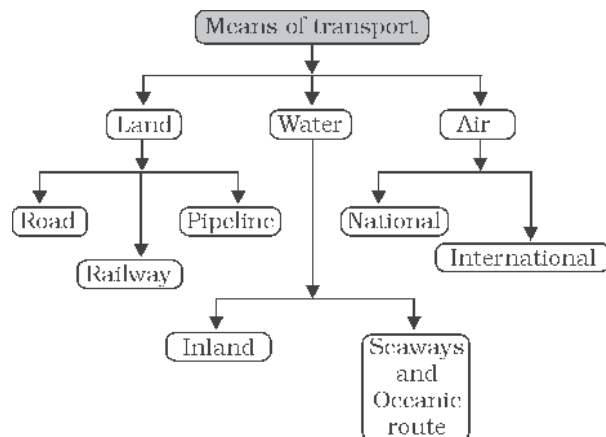 Means of transport
Land
Water
Air
Road
Pipeline
National
Railway
International
Inland
Seaways
and
Oceanic
route